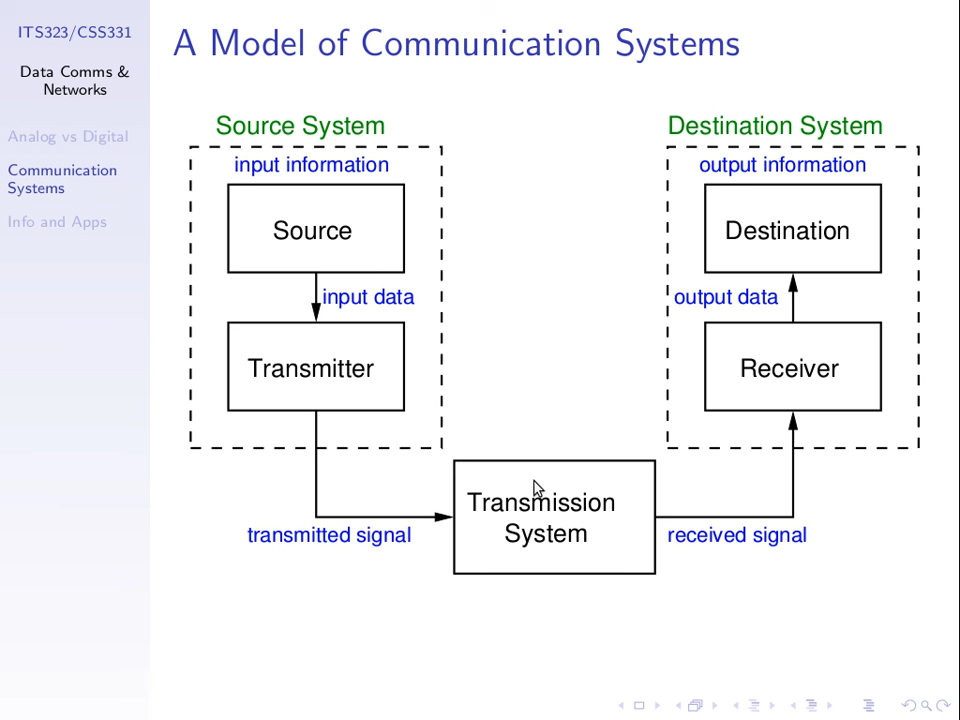 ITS323/CSS331
Data Comms &
Networks
Analog vs Digital
Communication
Systems
Info and Apps
A Model of Communication Systems
Source System
input information
Source
input data
Transmitter
transmitted signal
Transmission
System
received signal
Destination System
output information
Destination
output data
Receiver